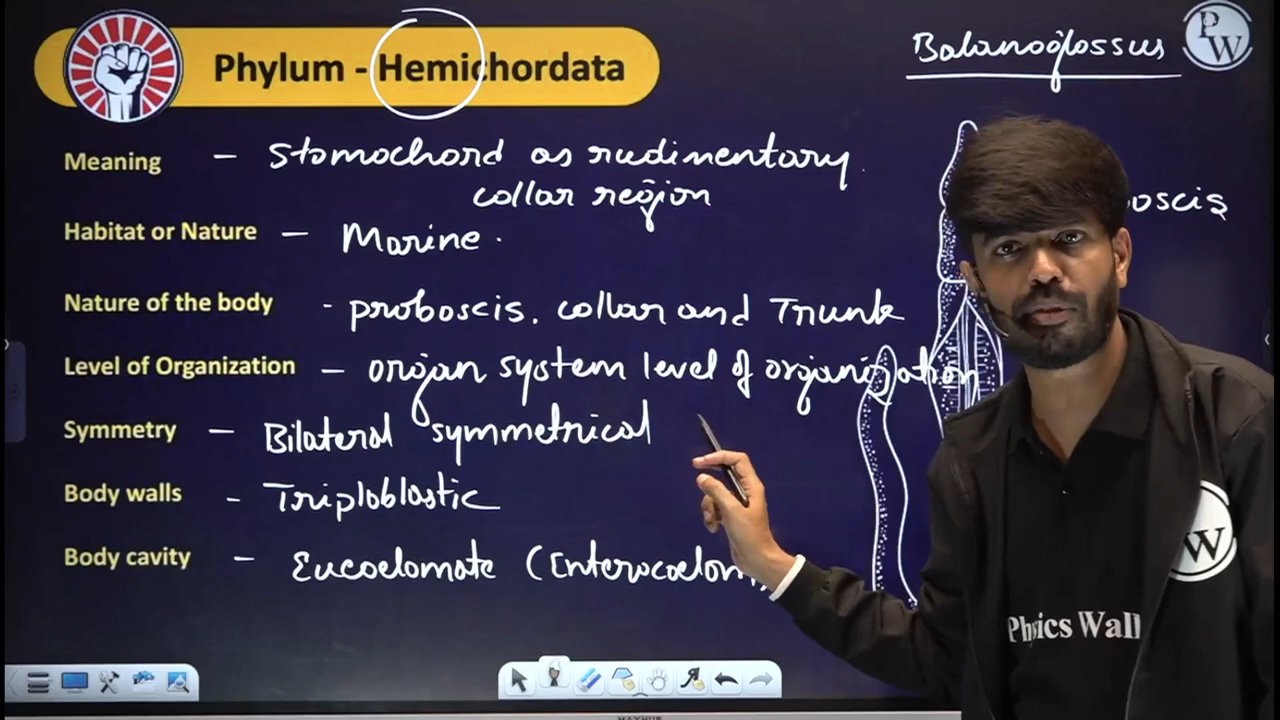 Phylum - Hemichordata
Balanoglossus
PW
Meaning - Stomochord as rudimentary
collar region
Habitat or Nature - Marine.
Nature of the body - proboscis. collar and Trunk
Level of Organization - organ system level of organization
Symmetry - Bilateral symmetrical
Body walls - Triploblastic
Body cavity - Eucoelomate (Enterocoelom
W
Physics Wall
MAXHUB